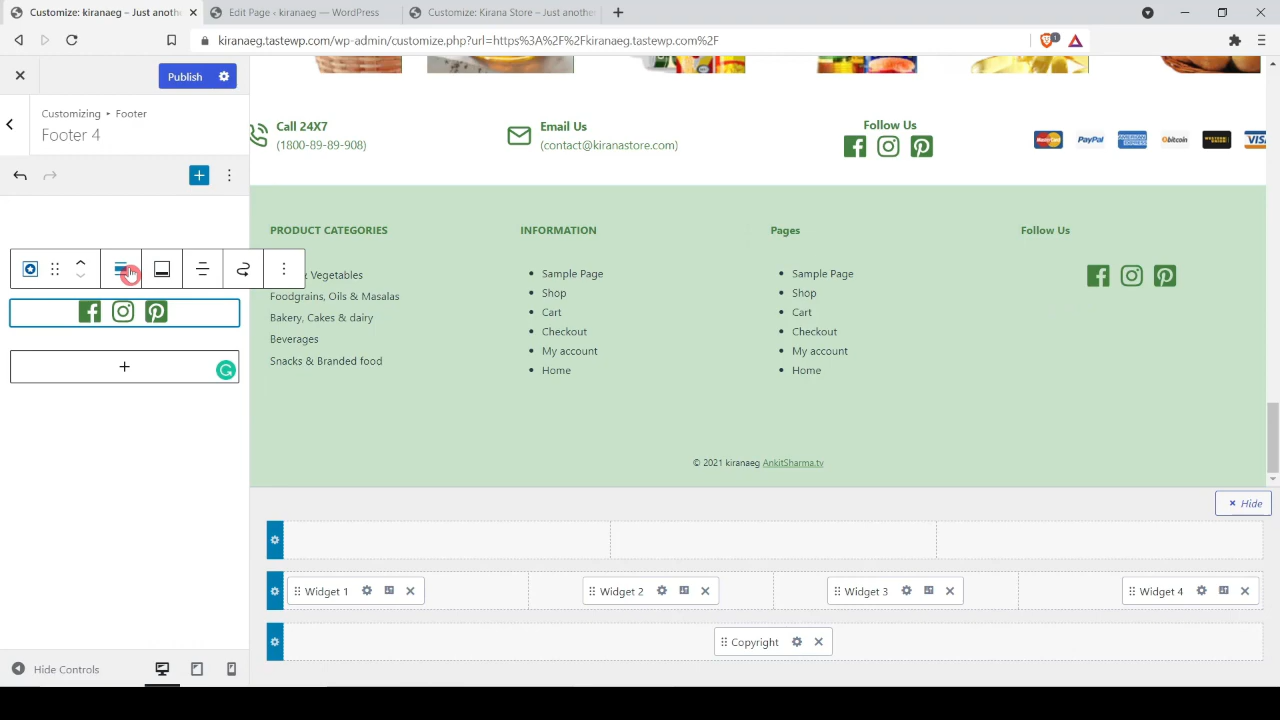 Customize: kiranaeg – Just anoth
Edit Page ‹ kiranaeg — WordPress
Customize: Kirana Store – Just anothe
kiranaeg.tastewp.com/wp-admin/customize.php?url=https%3A%2F%2Fkiranaeg.tastewp.com%2F
Publish
Customizing ▸ Footer
Footer 4
Call 24X7
(1800-89-89-908)
Email Us
(contact@kiranastore.com)
Follow Us
MasterCard
PayPal
bitcoin
VISA
PRODUCT CATEGORIES
INFORMATION
Pages
Follow Us
& Vegetables
Foodgrains, Oils & Masalas
Bakery, Cakes & dairy
Beverages
Snacks & Branded food
Sample Page
Shop
Cart
Checkout
My account
Home
Sample Page
Shop
Cart
Checkout
My account
Home
© 2021 kiranaeg AnkitSharma.tv
× Hide
Widget 1
Widget 2
Widget 3
Widget 4
Copyright
Hide Controls